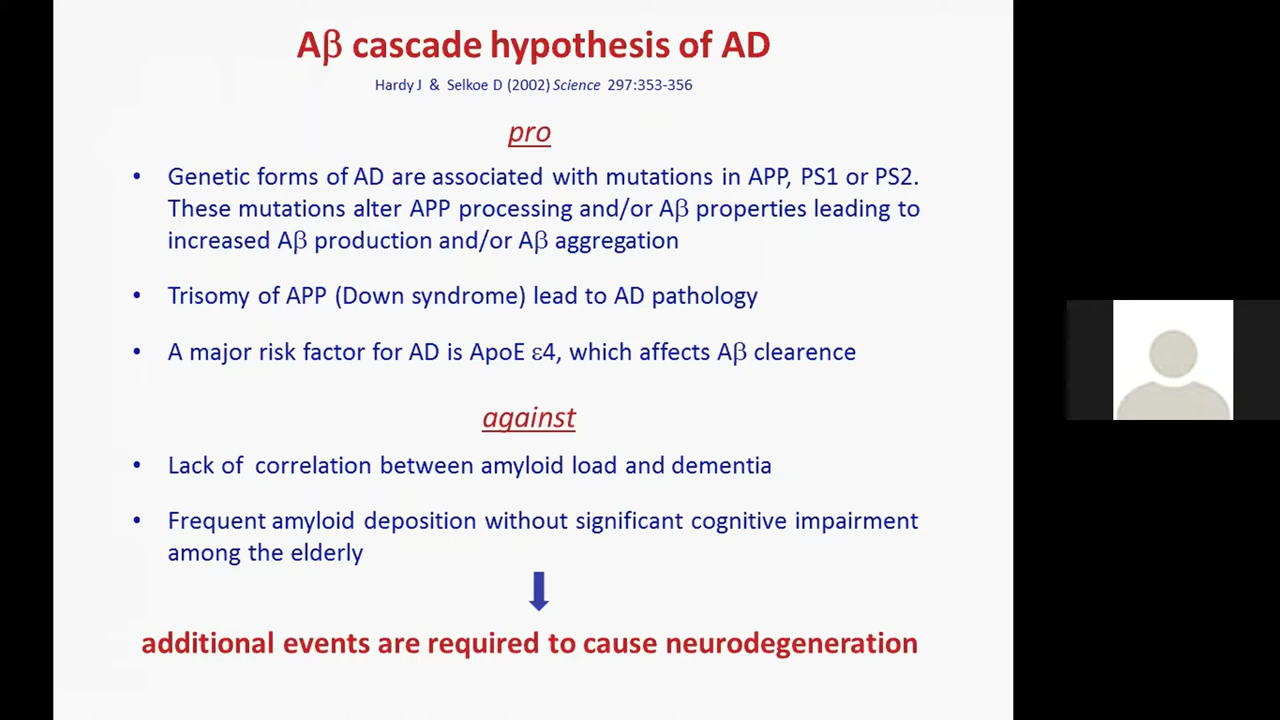 Aβ cascade hypothesis of AD
Hardy J & Selkoe D (2002) Science 297:353-356
pro
• Genetic forms of AD are associated with mutations in APP, PS1 or PS2.
These mutations alter APP processing and/or Aβ properties leading to
increased Aβ production and/or Aβ aggregation
• Trisomy of APP (Down syndrome) lead to AD pathology
• A major risk factor for AD is ApoE ε4, which affects Aβ clearence
against
• Lack of correlation between amyloid load and dementia
• Frequent amyloid deposition without significant cognitive impairment
among the elderly
additional events are required to cause neurodegeneration